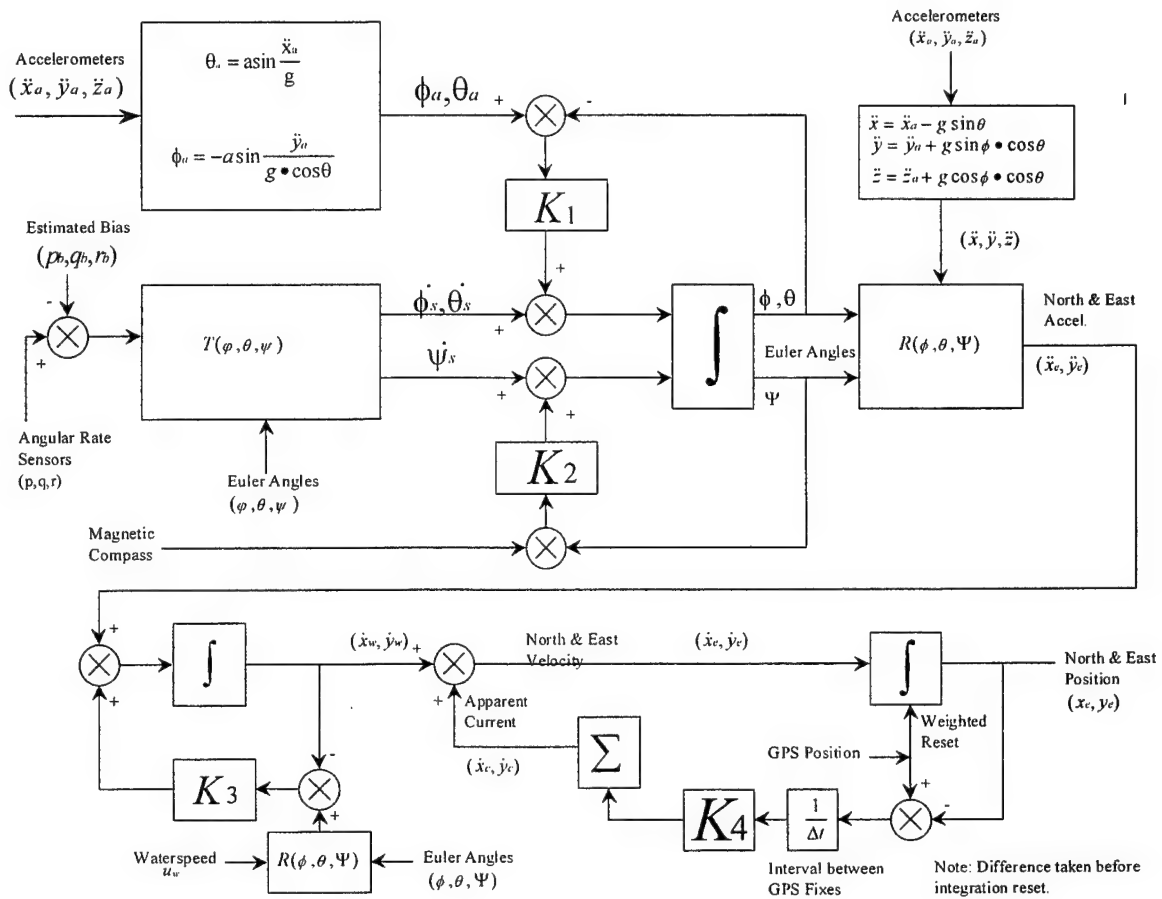 Accelerometers
(ẍa, ÿa, z̈a)
θa = asin ẍa / g
ϕa = -asin ÿa / g • cosθ
ϕa, θa
+
-
K1
+
Accelerometers
(ẍa, ÿa, z̈a)
ẍ = ẍa - g sinθ
ÿ = ÿa + g sinϕ • cosθ
z̈ = z̈a + g cosϕ • cosθ
(ẍ, ÿ, z̈)
Estimated Bias
(pb, qb, rb)
-
+
Angular Rate
Sensors
(p,q,r)
T(φ,θ,ψ)
Euler Angles
(φ,θ,ψ)
ϕ̇s, θ̇s
+
ψ̇s
+
+
K2
Magnetic
Compass
∫
ϕ, θ
Euler Angles
Ψ
R(ϕ,θ,Ψ)
North & East
Accel.
(ẍe, ÿe)
+
+
∫
(ẋw, ẏw)
+
+
North & East
Velocity
(ẋe, ẏe)
∫
North & East
Position
(xe, ye)
Apparent
Current
(ẋc, ẏc)
Σ
Weighted
Reset
GPS Position
+
-
K3
-
+
K4
1 / Δt
Waterspeed
uw
R(ϕ,θ,Ψ)
Euler Angles
(ϕ,θ,Ψ)
Interval between
GPS Fixes
Note: Difference taken before
integration reset.